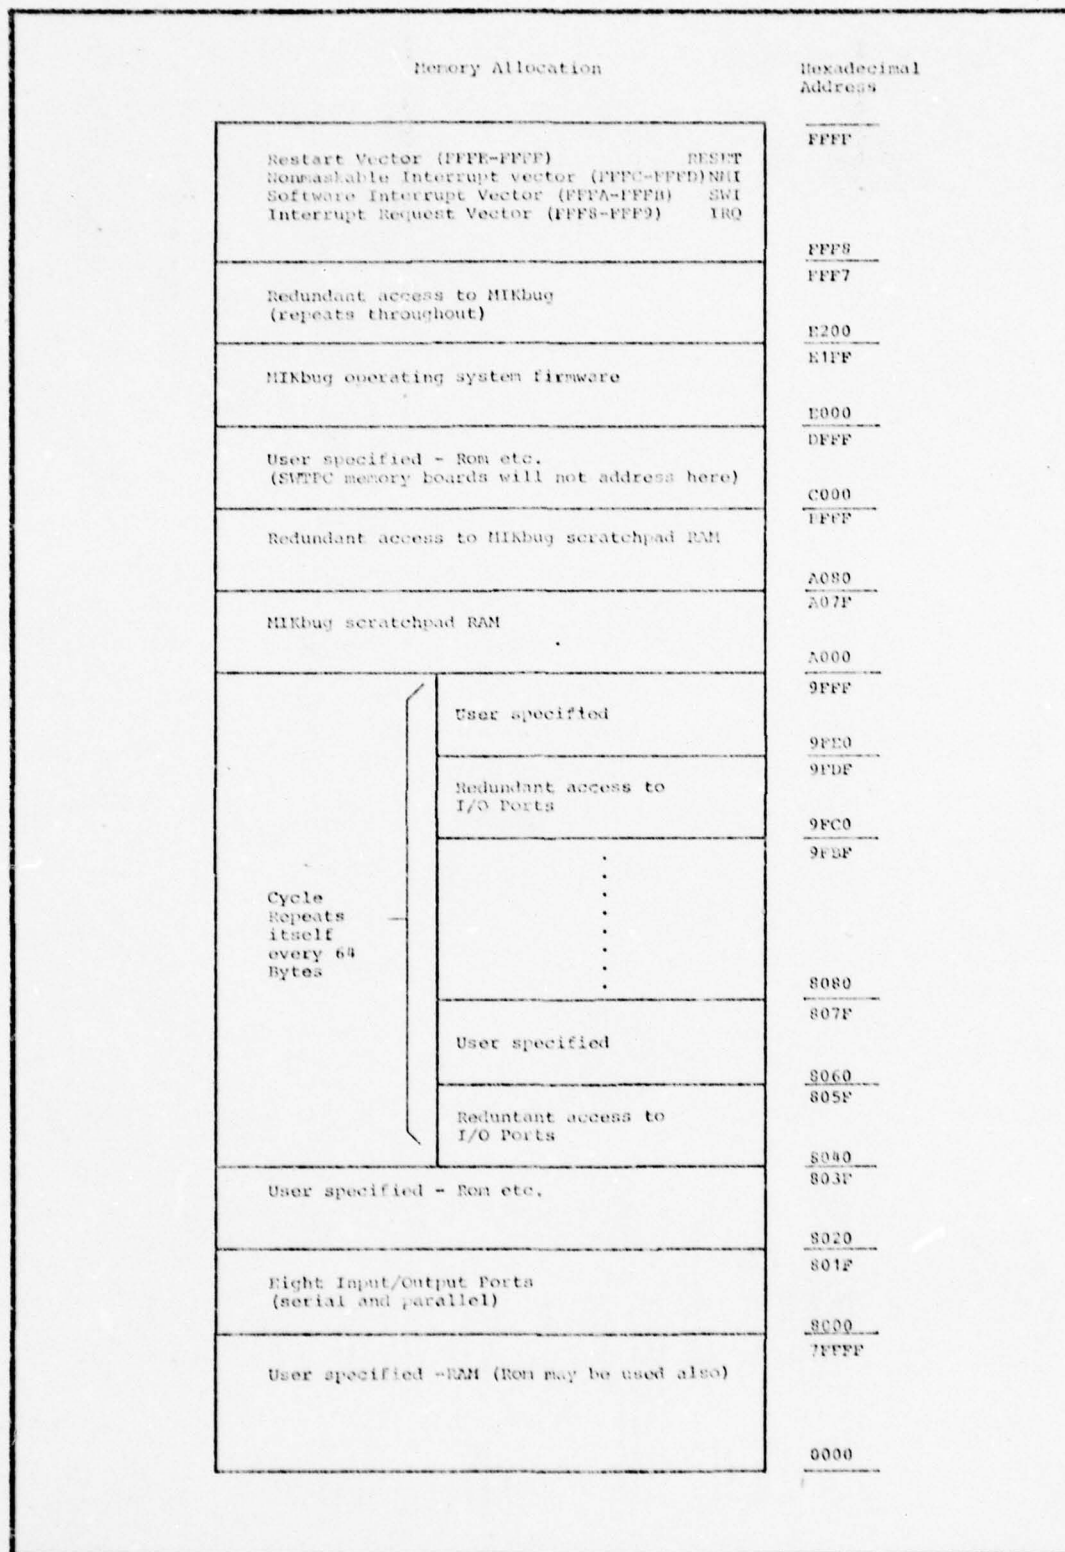 Memory Allocation
Hexadecimal
Address
FFFF
Restart Vector (FFFE-FFFF) RESET
Nonmaskable Interrupt vector (FFFC-FFFD)NMI
Software Interrupt Vector (FFFA-FFFB) SWI
Interrupt Request Vector (FFF8-FFF9) IRQ
FFF8
FFF7
Redundant access to MIKbug
(repeats throughout)
E200
E1FF
MIKbug operating system firmware
E000
DFFF
User specified - Rom etc.
(SWTPC memory boards will not address here)
C000
BFFF
Redundant access to MIKbug scratchpad RAM
A080
A07F
MIKbug scratchpad RAM
A000
9FFF
User specified
9FE0
9FDF
Redundant access to
I/O Ports
9FC0
9FBF
Cycle
Repeats
itself
every 64
Bytes
8080
807F
User specified
8060
805F
Reduntant access to
I/O Ports
8040
803F
User specified - Rom etc.
8020
801F
Eight Input/Output Ports
(serial and parallel)
8C00
7FFFF
User specified -RAM (Rom may be used also)
0000